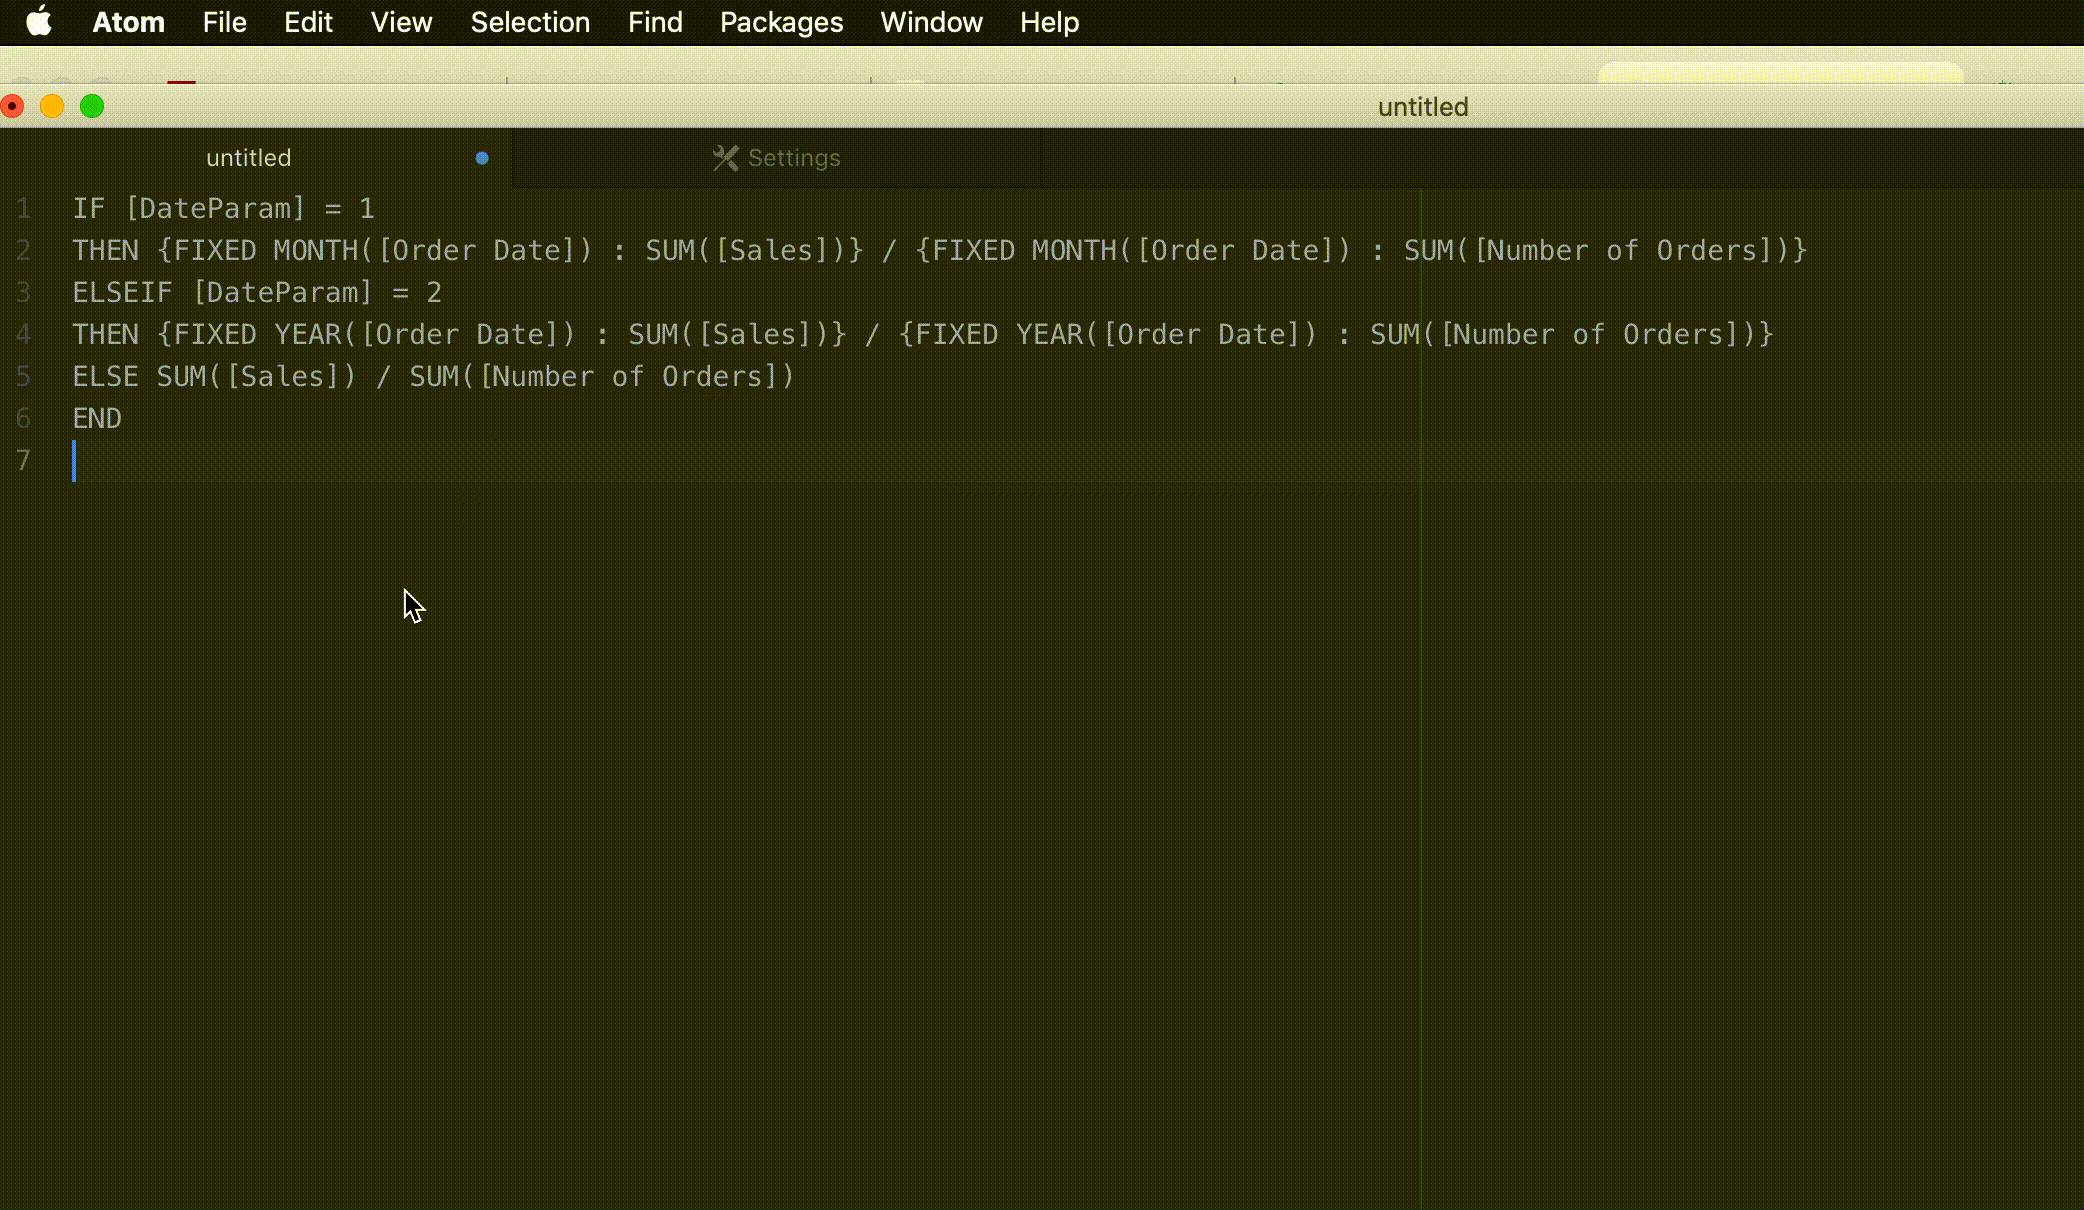 Atom File Edit View Selection Find Packages Window Help
untitled
untitled Settings
1 IF [DateParam] = 1
2 THEN {FIXED MONTH([Order Date]) : SUM([Sales])} / {FIXED MONTH([Order Date]) : SUM([Number of Orders])}
3 ELSEIF [DateParam] = 2
4 THEN {FIXED YEAR([Order Date]) : SUM([Sales])} / {FIXED YEAR([Order Date]) : SUM([Number of Orders])}
5 ELSE SUM([Sales]) / SUM([Number of Orders])
6 END
7